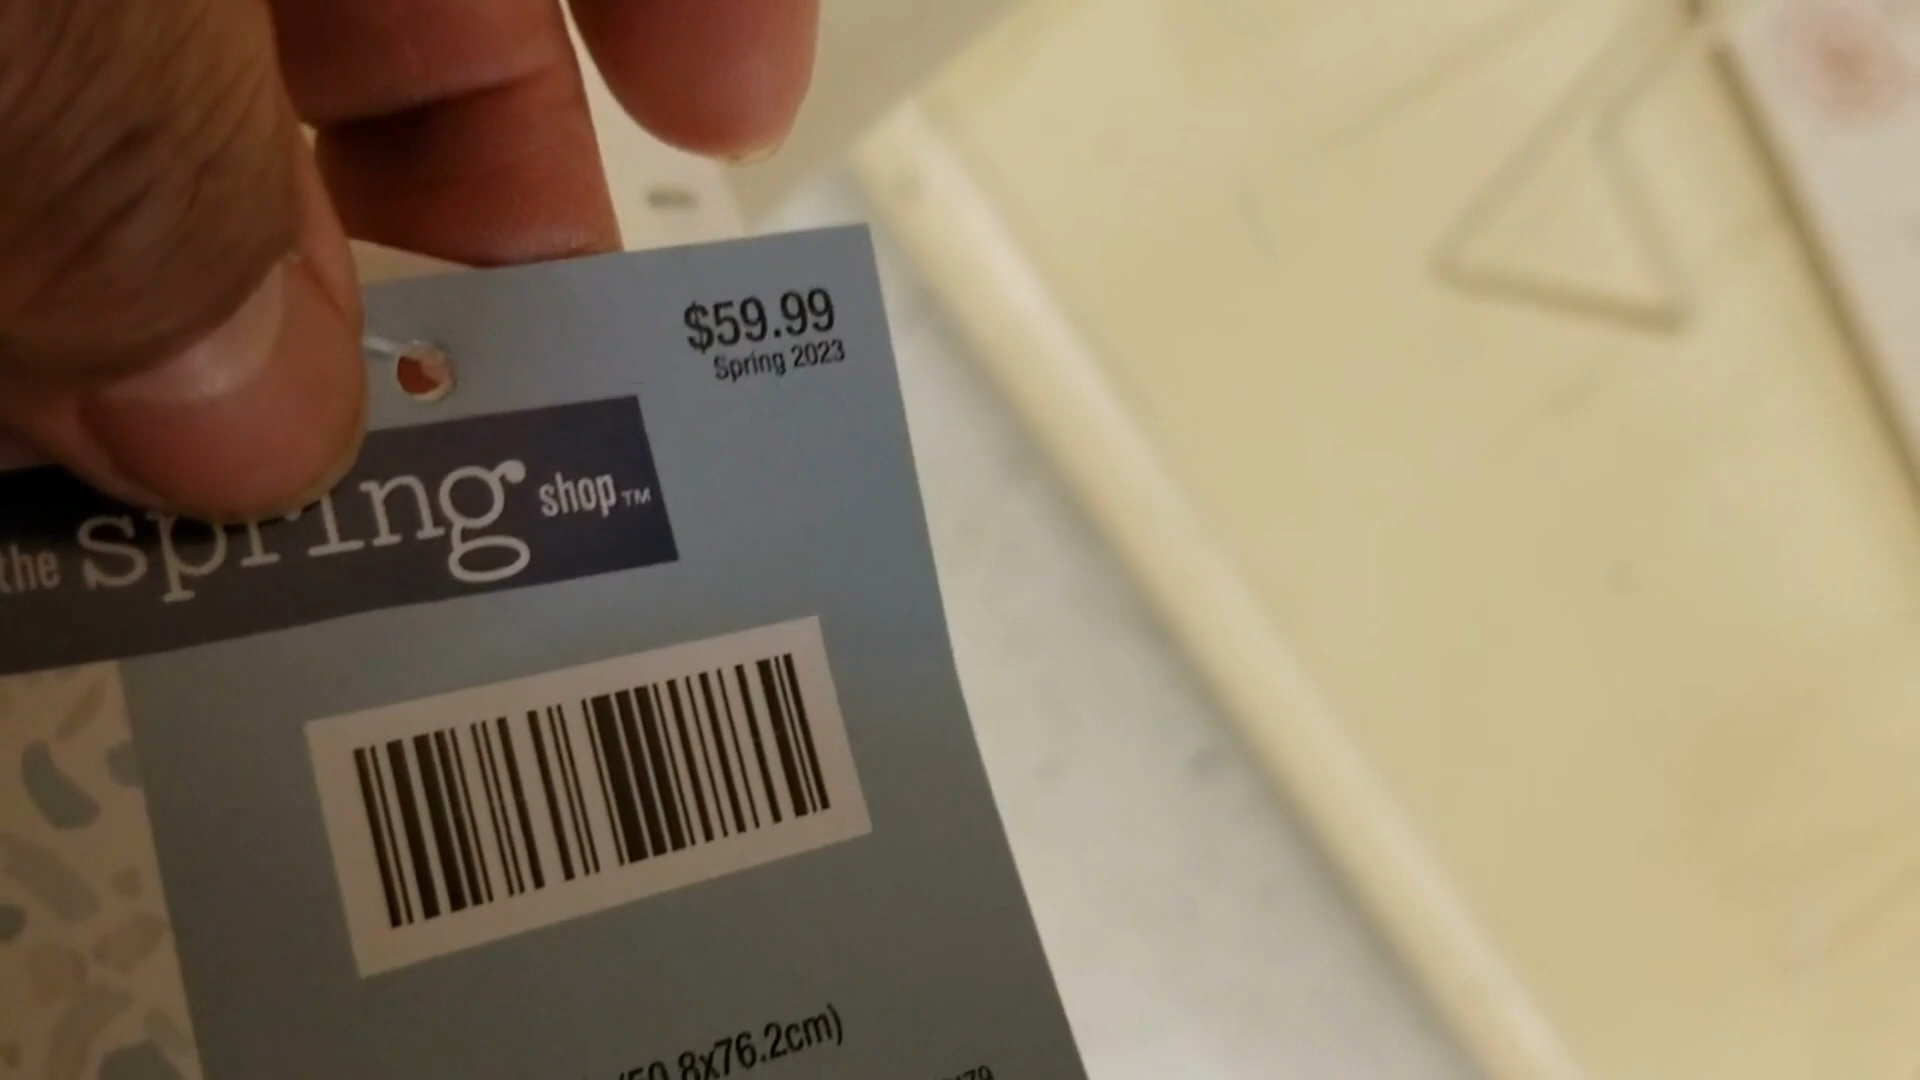 $59.99
Spring 2023
the spring shop™
(50.8x76.2cm)